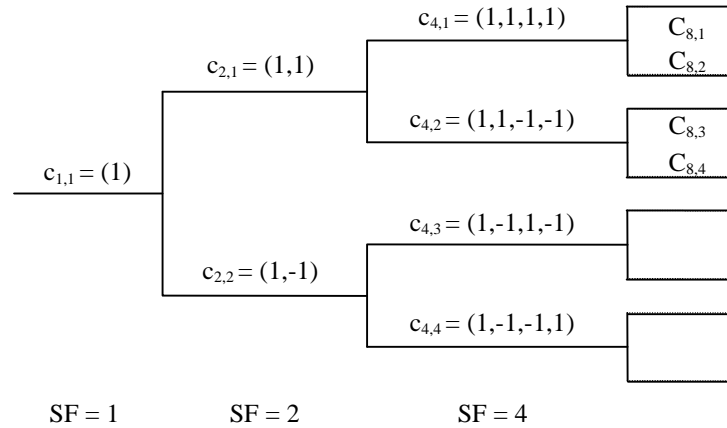 c4,1 = (1,1,1,1)
C8,1
c2,1 = (1,1)
C8,2
c4,2 = (1,1,-1,-1)
C8,3
c1,1 = (1)
C8,4
c4,3 = (1,-1,1,-1)
c2,2 = (1,-1)
c4,4 = (1,-1,-1,1)
SF = 1
SF = 2
SF = 4